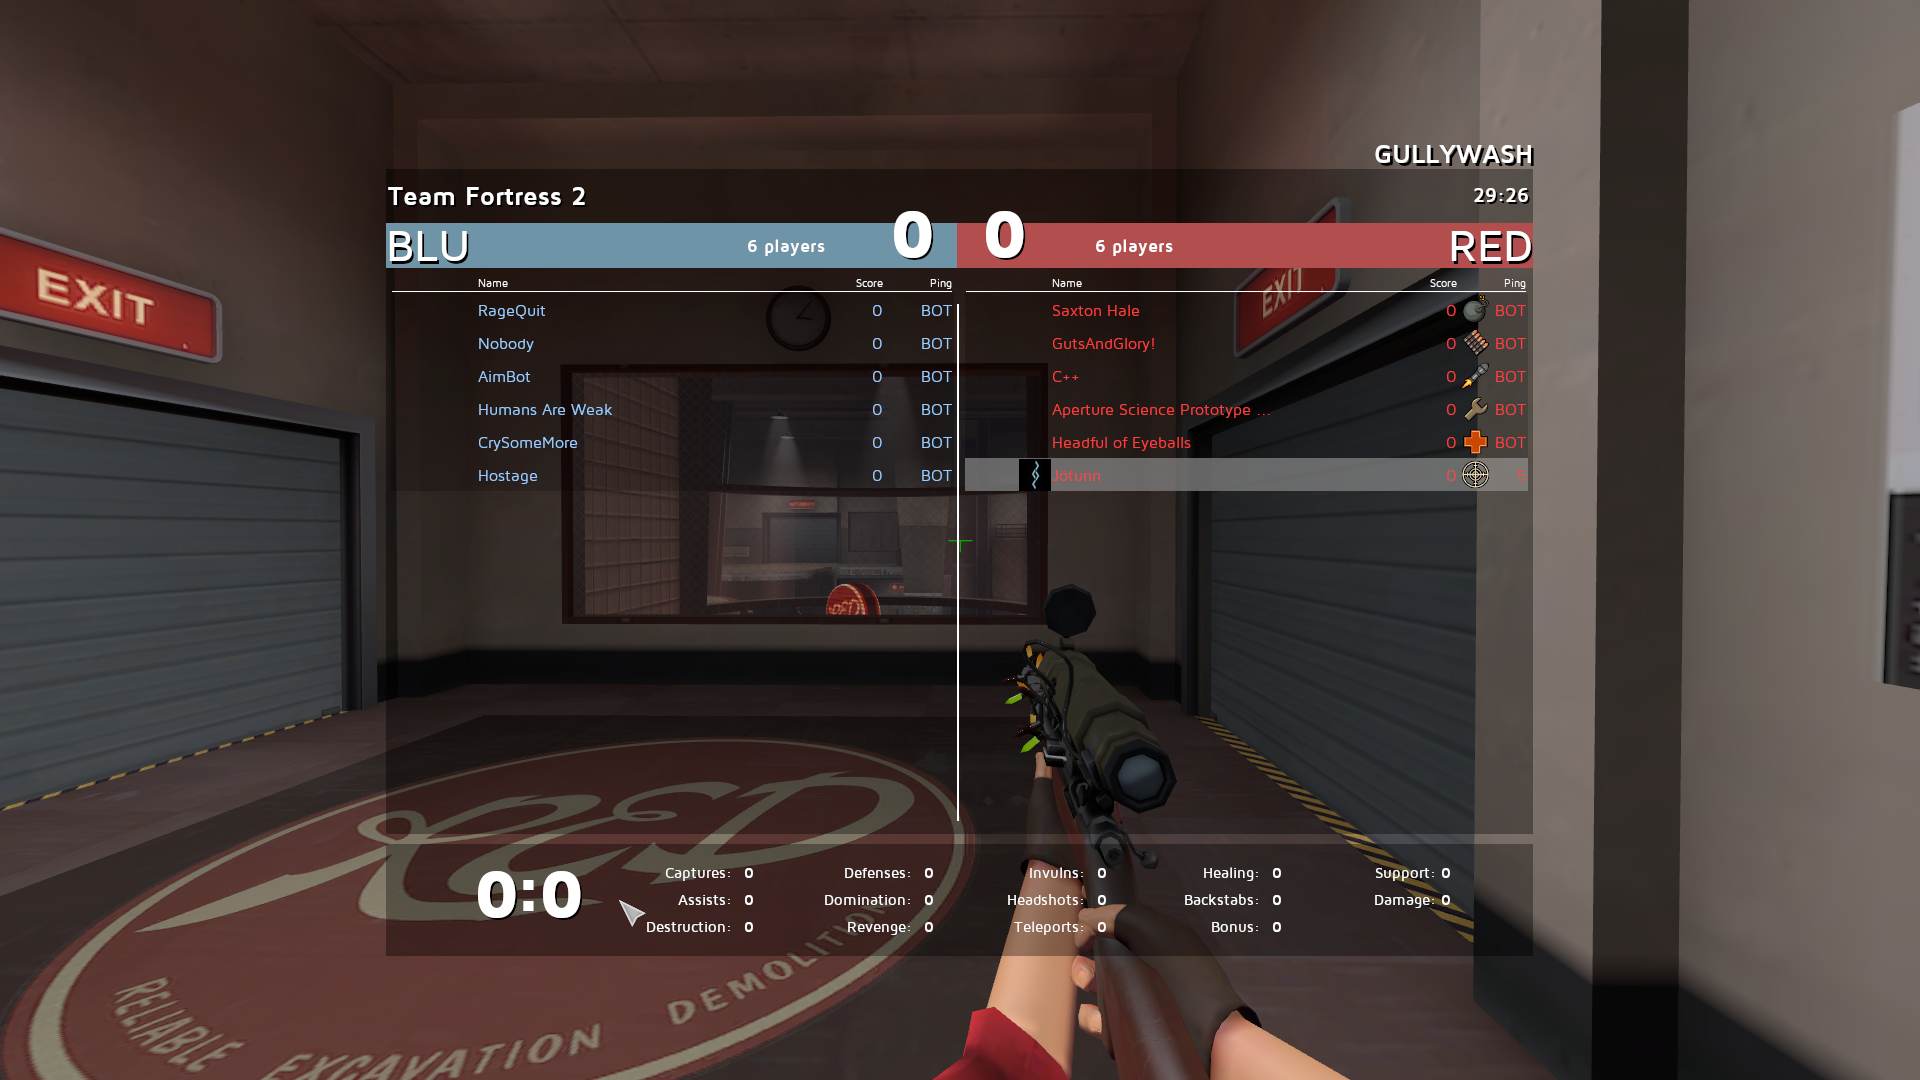 GULLYWASH
Team Fortress 2
29:26
BLU 6 players 0
0 6 players RED
Name Score Ping
Name Score Ping
RageQuit 0 BOT
Nobody 0 BOT
AimBot 0 BOT
Humans Are Weak 0 BOT
CrySomeMore 0 BOT
Hostage 0 BOT
Saxton Hale 0 BOT
GutsAndGlory! 0 BOT
C++ 0 BOT
Aperture Science Prototype ... 0 BOT
Headful of Eyeballs 0 BOT
Jotunn 0 5
EXIT
EXIT
RED
0:0
Captures: 0 Defenses: 0 Invulns: 0 Healing: 0 Support: 0
Assists: 0 Domination: 0 Headshots: 0 Backstabs: 0 Damage: 0
Destruction: 0 Revenge: 0 Teleports: 0 Bonus: 0
RED
RELIABLE EXCAVATION DEMOLITION